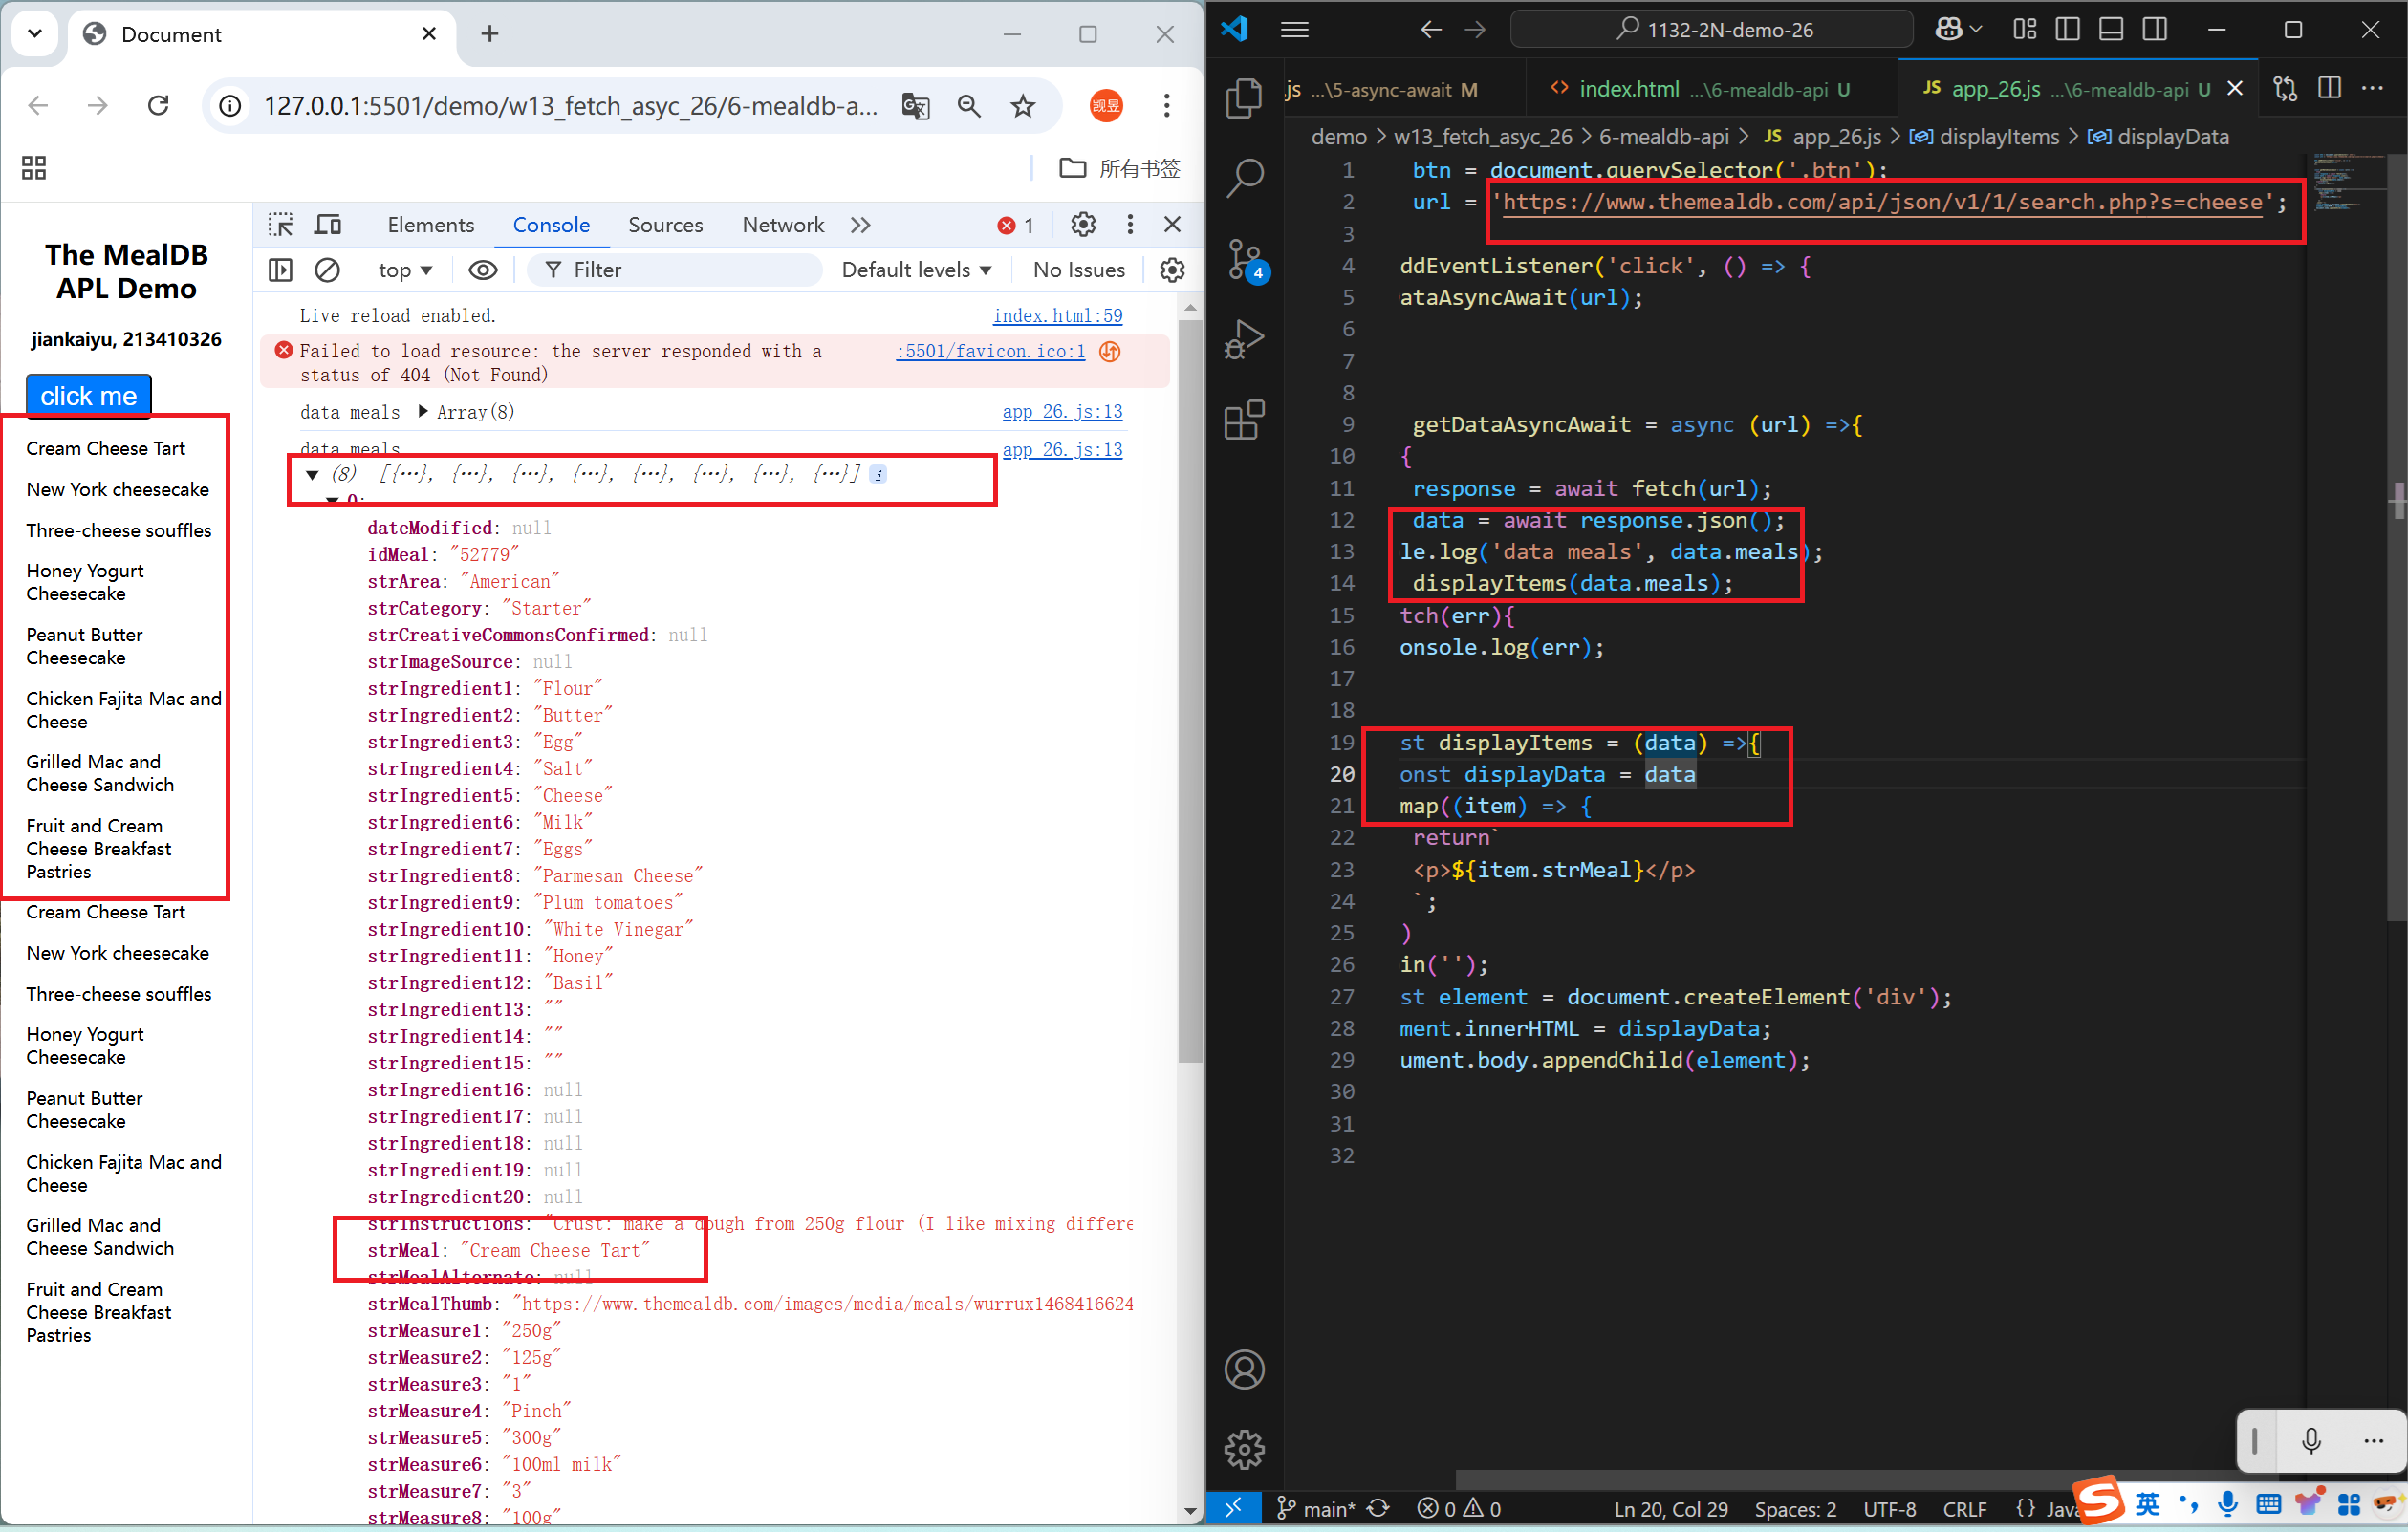 Document
127.0.0.1:5501/demo/w13_fetch_asyc_26/6-mealdb-a...
凯昱
所有书签
The MealDB
APL Demo
jiankaiyu, 213410326
click me
Cream Cheese Tart
New York cheesecake
Three-cheese souffles
Honey Yogurt
Cheesecake
Peanut Butter
Cheesecake
Chicken Fajita Mac and
Cheese
Grilled Mac and
Cheese Sandwich
Fruit and Cream
Cheese Breakfast
Pastries
Cream Cheese Tart
New York cheesecake
Three-cheese souffles
Honey Yogurt
Cheesecake
Peanut Butter
Cheesecake
Chicken Fajita Mac and
Cheese
Grilled Mac and
Cheese Sandwich
Fruit and Cream
Cheese Breakfast
Pastries
Elements Console Sources Network 1
top Filter Default levels No Issues
Live reload enabled. index.html:59
Failed to load resource: the server responded with a :5501/favicon.ico:1
status of 404 (Not Found)
data meals Array(8) app_26.js:13
data meals app_26.js:13
(8) [{…}, {…}, {…}, {…}, {…}, {…}, {…}, {…}] i
0:
dateModified: null
idMeal: "52779"
strArea: "American"
strCategory: "Starter"
strCreativeCommonsConfirmed: null
strImageSource: null
strIngredient1: "Flour"
strIngredient2: "Butter"
strIngredient3: "Egg"
strIngredient4: "Salt"
strIngredient5: "Cheese"
strIngredient6: "Milk"
strIngredient7: "Eggs"
strIngredient8: "Parmesan Cheese"
strIngredient9: "Plum tomatoes"
strIngredient10: "White Vinegar"
strIngredient11: "Honey"
strIngredient12: "Basil"
strIngredient13: ""
strIngredient14: ""
strIngredient15: ""
strIngredient16: null
strIngredient17: null
strIngredient18: null
strIngredient19: null
strIngredient20: null
strInstructions: "Crust: make a dough from 250g flour (I like mixing differe
strMeal: "Cream Cheese Tart"
strMealAlternate: null
strMealThumb: "https://www.themealdb.com/images/media/meals/wurrux1468416624
strMeasure1: "250g"
strMeasure2: "125g"
strMeasure3: "1"
strMeasure4: "Pinch"
strMeasure5: "300g"
strMeasure6: "100ml milk"
strMeasure7: "3"
strMeasure8: "100g"
1132-2N-demo-26
.js ...\5-async-await M index.html ...\6-mealdb-api U JS app_26.js ...\6-mealdb-api U
demo > w13_fetch_asyc_26 > 6-mealdb-api > JS app_26.js > displayItems > displayData
4
1 btn = document.querySelector('.btn');
2 url = 'https://www.themealdb.com/api/json/v1/1/search.php?s=cheese';
3
4 ddEventListener('click', () => {
5 ataAsyncAwait(url);
6
7
8
9 getDataAsyncAwait = async (url) =>{
10 {
11 response = await fetch(url);
12 data = await response.json();
13 le.log('data meals', data.meals);
14 displayItems(data.meals);
15 tch(err){
16 onsole.log(err);
17
18
19 st displayItems = (data) =>{
20 onst displayData = data
21 map((item) => {
22 return`
23 <p>${item.strMeal}</p>
24 `;
25 )
26 in('');
27 st element = document.createElement('div');
28 ment.innerHTML = displayData;
29 ument.body.appendChild(element);
30
31
32
main* 0 0 Ln 20, Col 29 Spaces: 2 UTF-8 CRLF {} Java
S 英